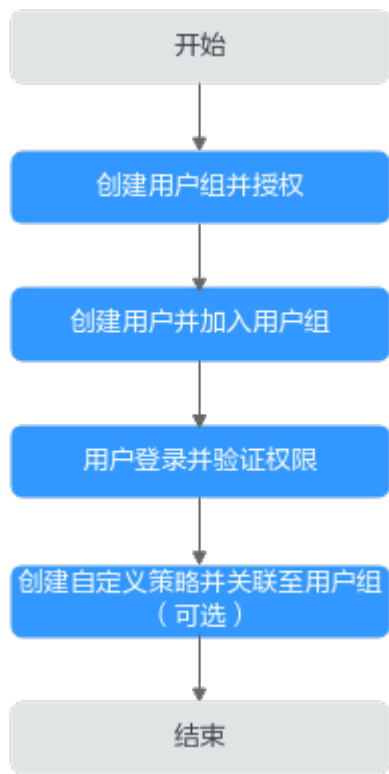 开始
创建用户组并授权
创建用户并加入用户组
用户登录并验证权限
创建自定义策略并关联至用户组
（可选）
结束